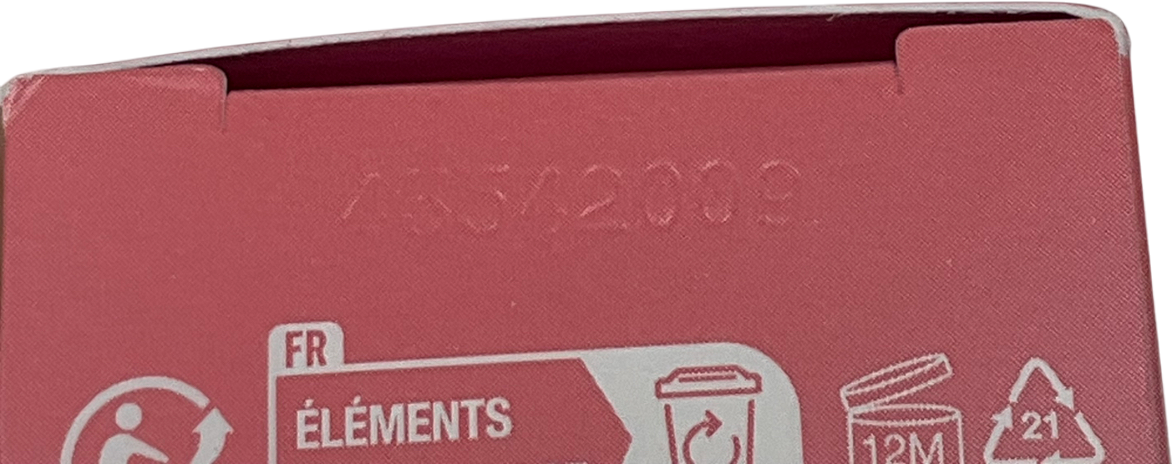 FR
ÉLÉMENTS
12M
21